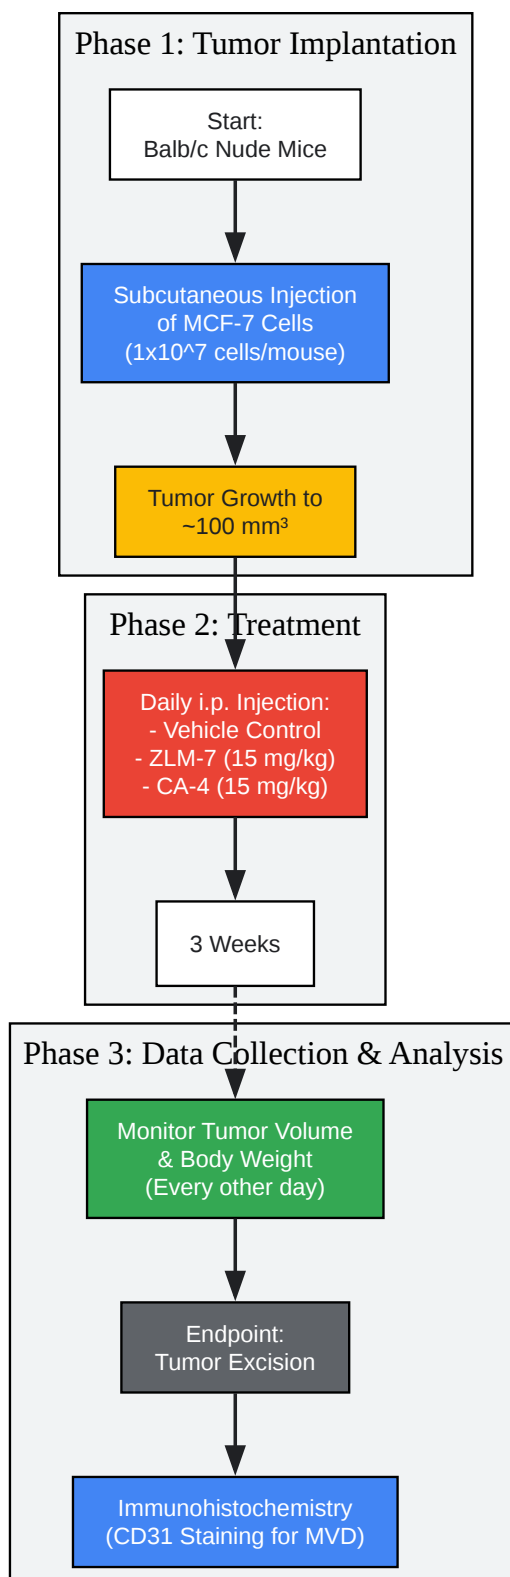 Phase 1: Tumor Implantation
Start:
Balb/c Nude Mice
Subcutaneous Injection
of MCF-7 Cells
(1x10^7 cells/mouse)
Tumor Growth to
~100 mm³
Phase 2: Treatment
Daily i.p. Injection:
- Vehicle Control
- ZLM-7 (15 mg/kg)
- CA-4 (15 mg/kg)
3 Weeks
Phase 3: Data Collection & Analysis
Monitor Tumor Volume
& Body Weight
(Every other day)
Endpoint:
Tumor Excision
Immunohistochemistry
(CD31 Staining for MVD)